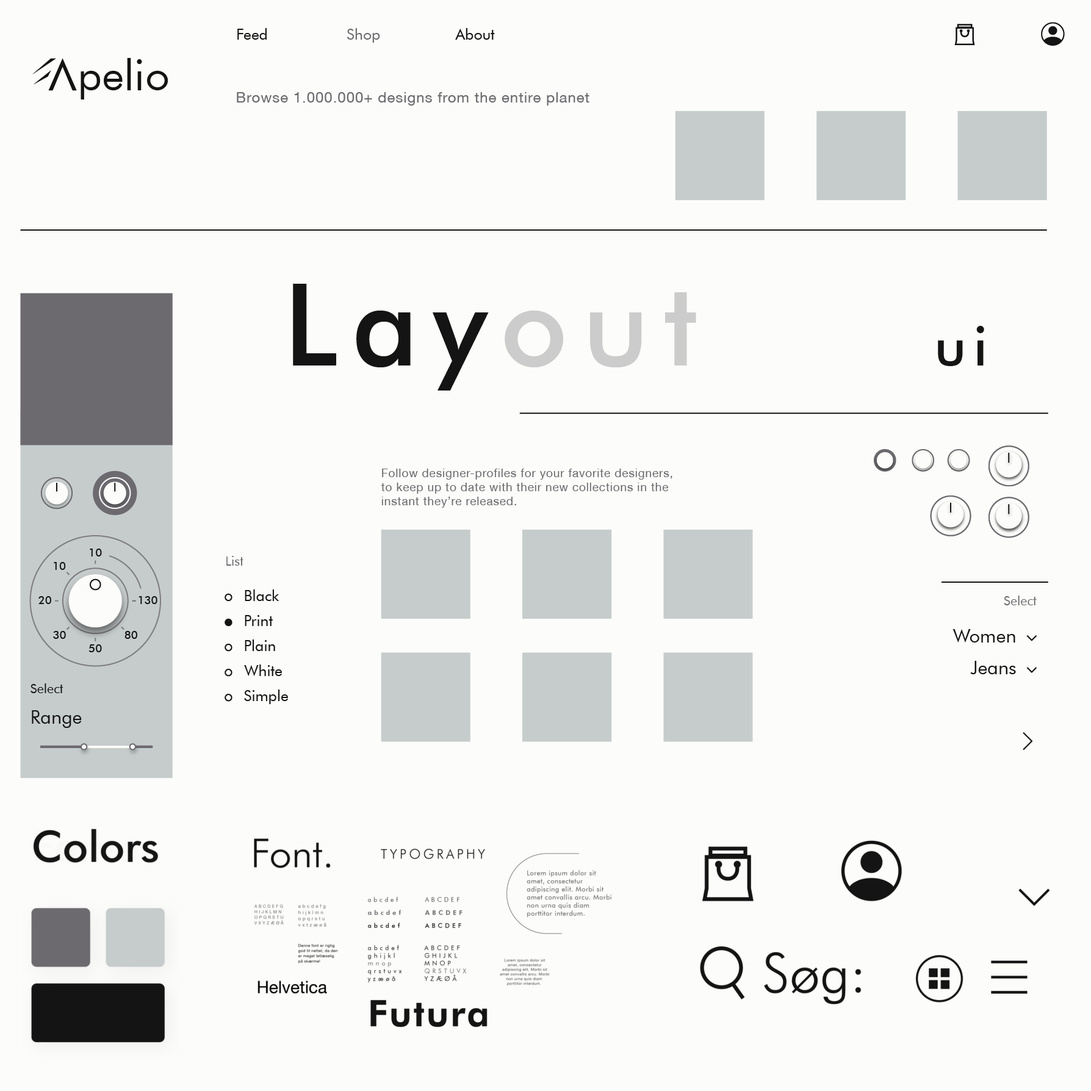 Feed
Shop
About
Apelio
Browse 1.000.000+ designs from the entire planet
Layout
ui
Follow designer-profiles for your favorite designers,
to keep up to date with their new collections in the
instant they're released.
10
10
20
130
30
80
50
Select
Range
List
Black
Print
Plain
White
Simple
Select
Women
Jeans
Colors
Font.
ABCDEFG
HIJKLMN
OPQRSTU
VXYZÆØÅ
abcdefg
hijklmn
opqrstu
vxtzæøå
Denne font er rigtig
god til nettet, da den
er meget letlæselig
på skærme!
Helvetica
TYPOGRAPHY
abcdef
ABCDEF
abcdef
ABCDEF
abcdef
ABCDEF
abcdef
ABCDEF
ghijkl
GHIJKL
mnop
MNOP
qrstuvx
QRSTUVX
yzæøå
YZÆØÅ
Futura
Lorem ipsum dolor sit
amet, consectetur
adipiscing elit. Morbi sit
amet convallis arcu. Morbi
non urna quis diam
porttitor interdum.
Lorem ipsum dolor sit
amet, consectetur
adipiscing elit. Morbi sit
amet convallis arcu. Morbi
non urna quis diam
porttitor interdum.
Søg: